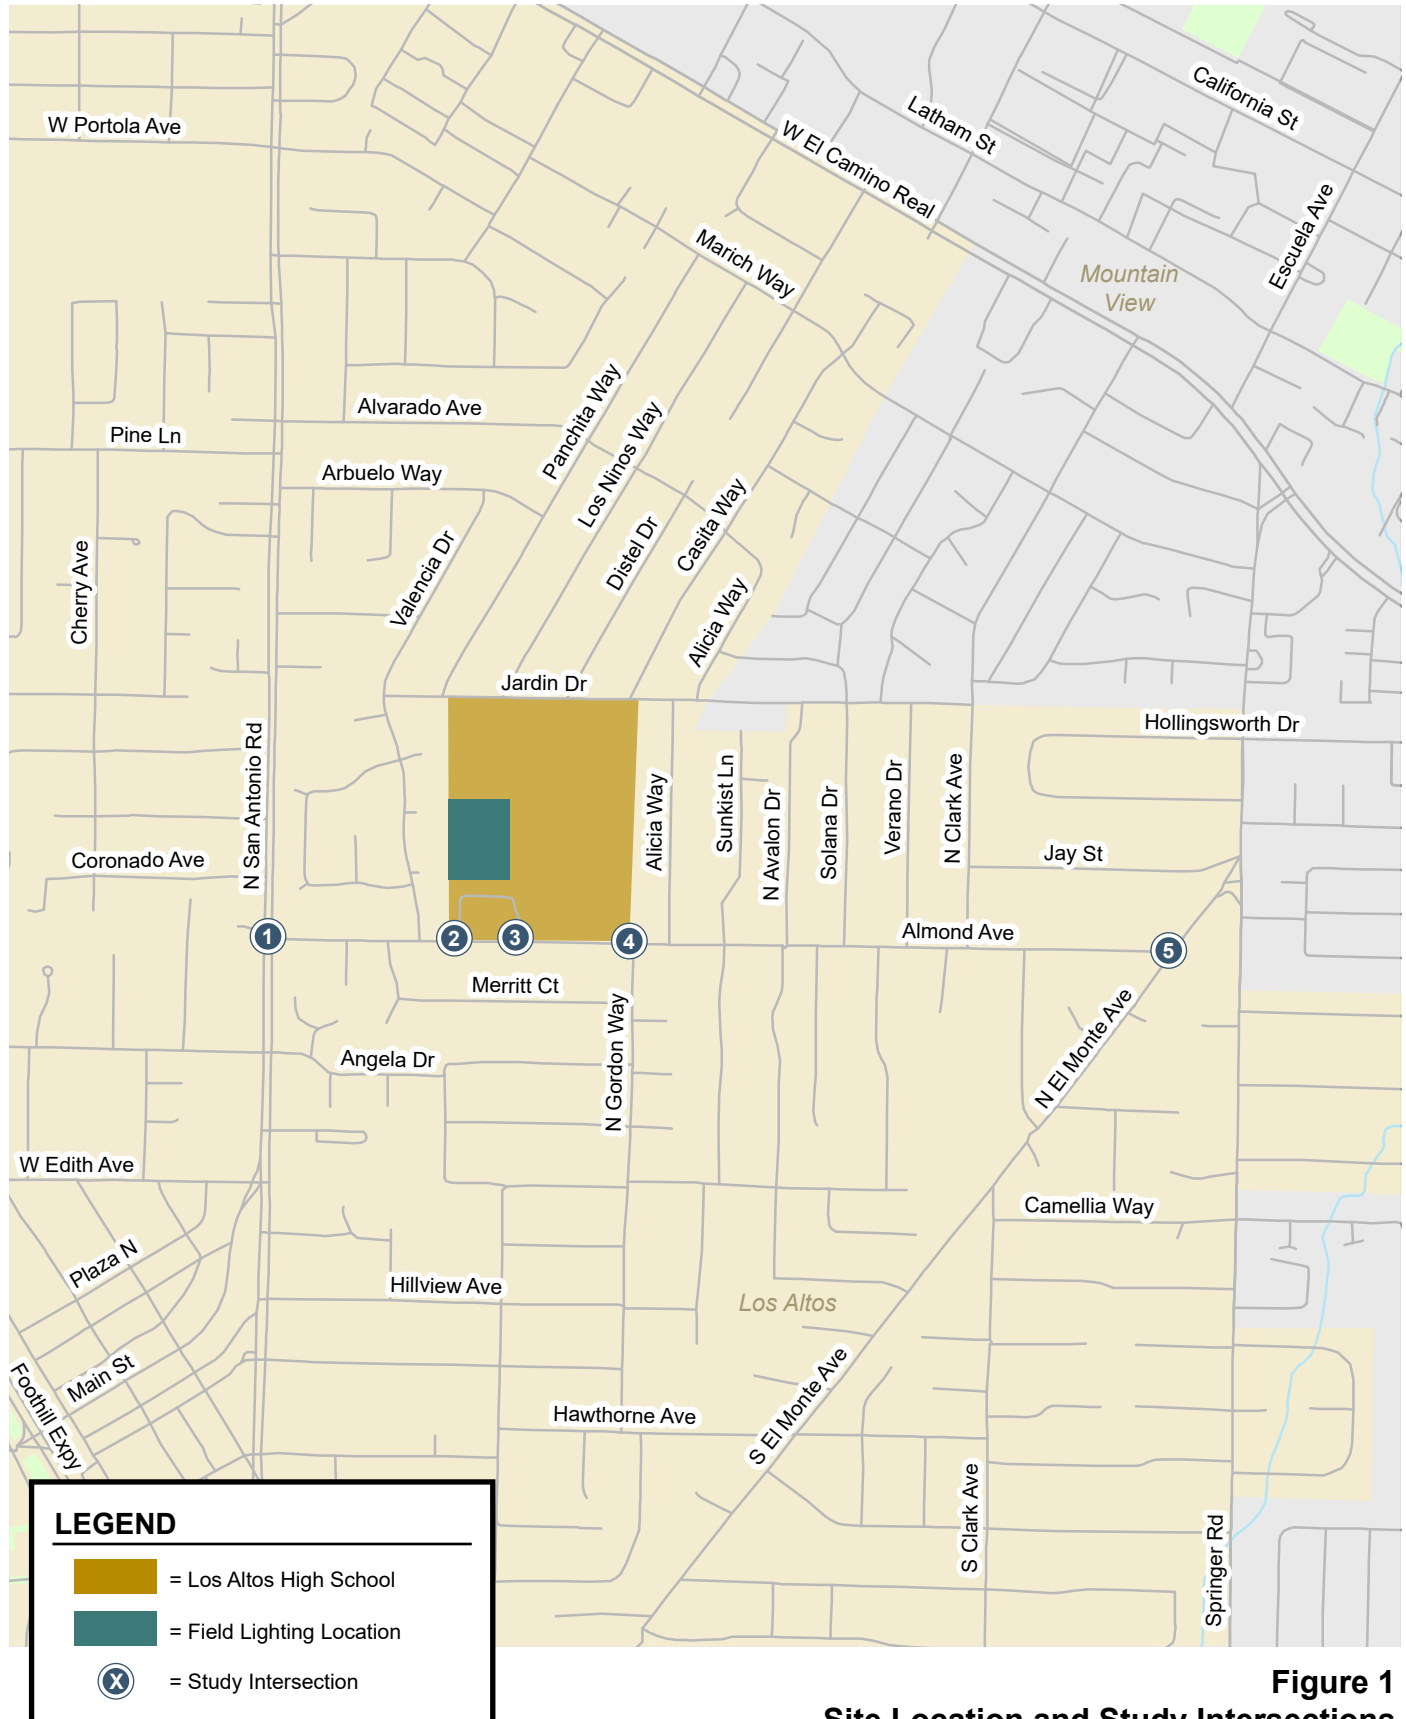 California St
Latham St
W Portola Ave
W El Camino Real
Escuela Ave
Marich Way
Mountain
View
Panchita Way
Alvarado Ave
Los Ninos Way
Pine Ln
Arbuelo Way
Casita Way
Distel Dr
Valencia Dr
Cherry Ave
Alicia Way
Jardin Dr
Hollingsworth Dr
N San Antonio Rd
Alicia Way
Sunkist Ln
N Avalon Dr
Solana Dr
Verano Dr
N Clark Ave
Jay St
Coronado Ave
Almond Ave
1
2
3
4
5
Merritt Ct
N Gordon Way
N El Monte Ave
Angela Dr
W Edith Ave
Camellia Way
Plaza N
Hillview Ave
Los Altos
Main St
Foothill Expy
S El Monte Ave
Hawthorne Ave
S Clark Ave
Springer Rd
LEGEND
= Los Altos High School
= Field Lighting Location
X = Study Intersection
Figure 1
Site Location and Study Intersections